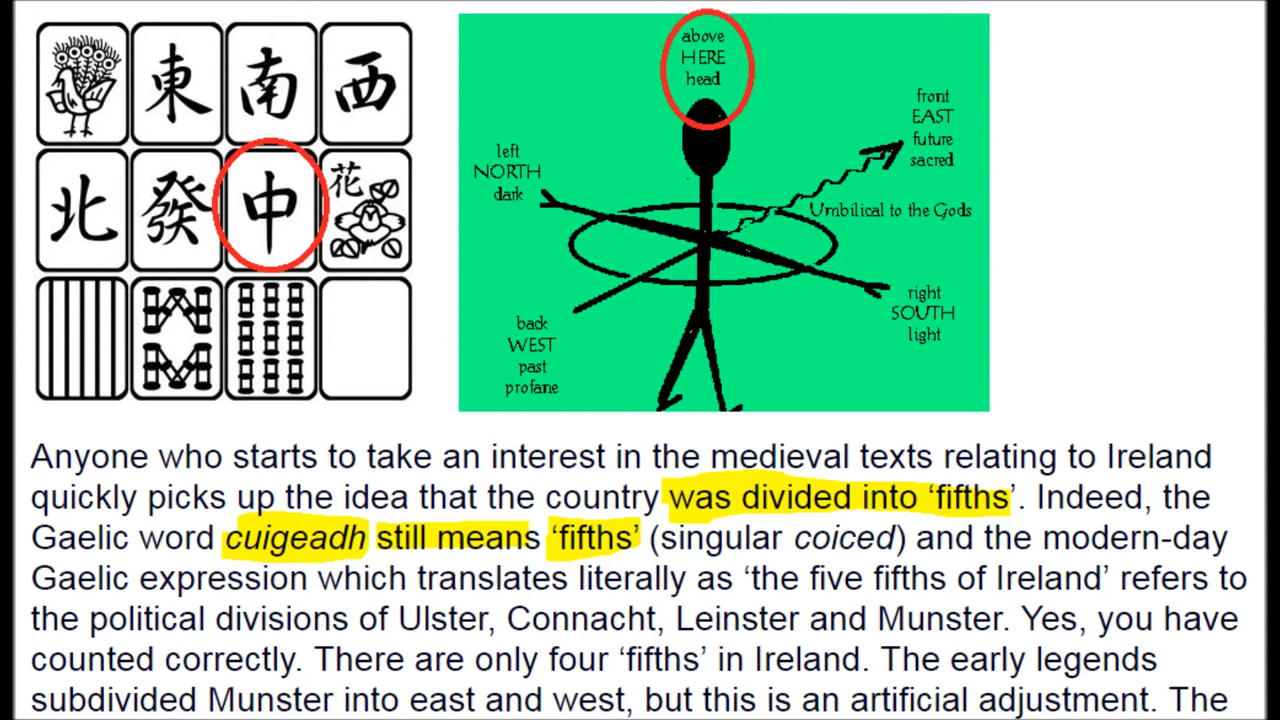 東 南 西
北 發 中 花
above
HERE
head
front
EAST
future
sacred
left
NORTH
dark
Umbilical to the Gods
right
SOUTH
light
back
WEST
past
profane
Anyone who starts to take an interest in the medieval texts relating to Ireland
quickly picks up the idea that the country was divided into ‘fifths’. Indeed, the
Gaelic word cuigeadh still means ‘fifths’ (singular coiced) and the modern-day
Gaelic expression which translates literally as ‘the five fifths of Ireland’ refers to
the political divisions of Ulster, Connacht, Leinster and Munster. Yes, you have
counted correctly. There are only four ‘fifths’ in Ireland. The early legends
subdivided Munster into east and west, but this is an artificial adjustment. The